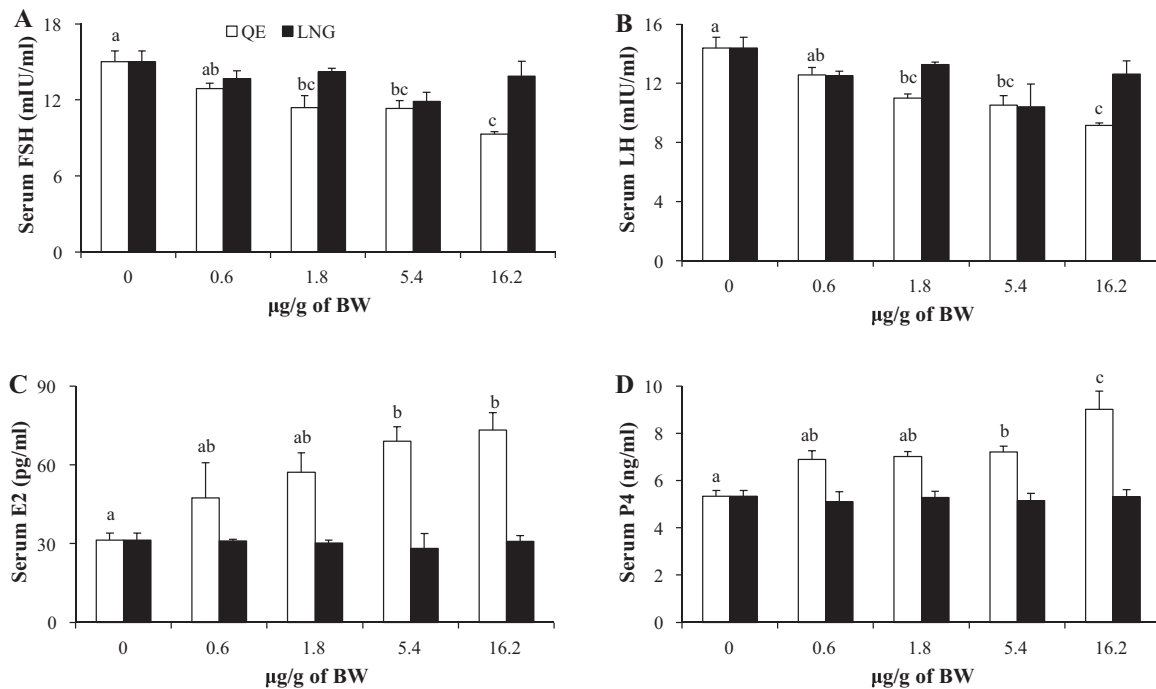 A
18
12
6
0
Serum FSH (mIU/ml)
QE LNG
a
ab
bc
bc
c
0 0.6 1.8 5.4 16.2
µg/g of BW
B
16
12
8
4
0
Serum LH (mIU/ml)
a
ab
bc
bc
c
0 0.6 1.8 5.4 16.2
µg/g of BW
C
90
60
30
0
Serum E2 (pg/ml)
a
ab
ab
b
b
0 0.6 1.8 5.4 16.2
µg/g of BW
D
10
8
6
4
2
0
Serum P4 (ng/ml)
a
ab
ab
b
c
0 0.6 1.8 5.4 16.2
µg/g of BW